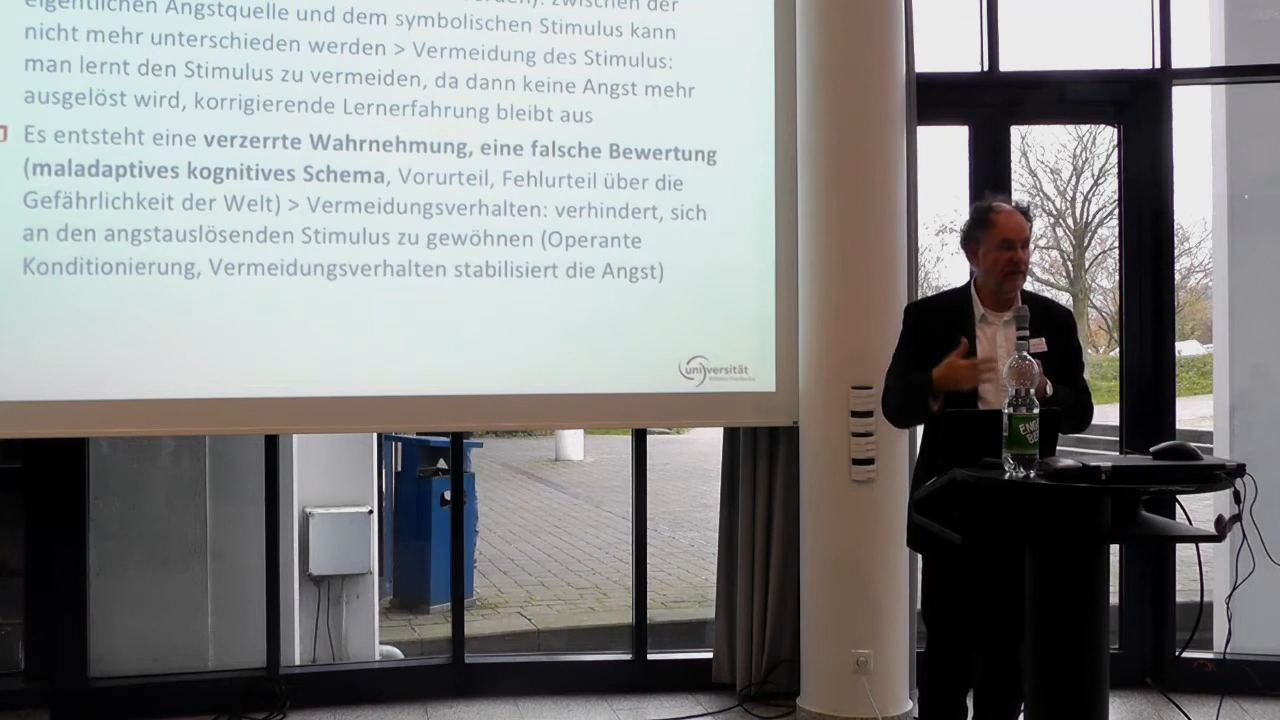 zwischen der
eigentlichen Angstquelle und dem symbolischen Stimulus kann
nicht mehr unterschieden werden > Vermeidung des Stimulus:
man lernt den Stimulus zu vermeiden, da dann keine Angst mehr
ausgelöst wird, korrigierende Lernerfahrung bleibt aus
Es entsteht eine verzerrte Wahrnehmung, eine falsche Bewertung
(maladaptives kognitives Schema, Vorurteil, Fehlurteil über die
Gefährlichkeit der Welt) > Vermeidungsverhalten: verhindert, sich
an den angstauslösenden Stimulus zu gewöhnen (Operante
Konditionierung, Vermeidungsverhalten stabilisiert die Angst)
universität